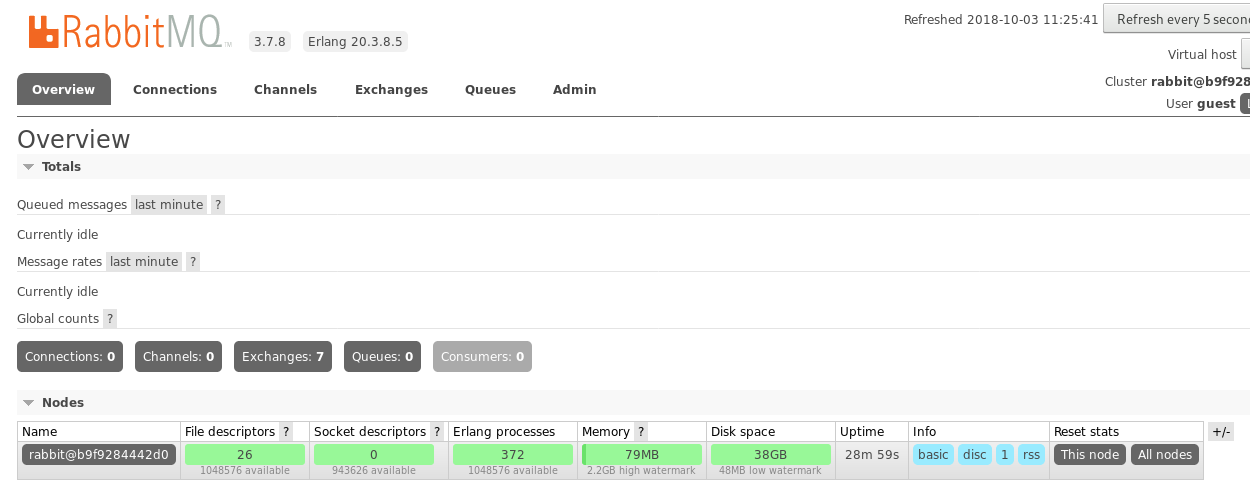 RabbitMQ TM 3.7.8 Erlang 20.3.8.5
Refreshed 2018-10-03 11:25:41 Refresh every 5
Virtual host
Cluster rabbit@b9f928
User guest
Overview Connections Channels Exchanges Queues Admin
Overview
Totals
Queued messages last minute ?
Currently idle
Message rates last minute ?
Currently idle
Global counts ?
Connections: 0 Channels: 0 Exchanges: 7 Queues: 0 Consumers: 0
Nodes
Name File descriptors ? Socket descriptors ? Erlang processes Memory ? Disk space Uptime Info Reset stats +/-
rabbit@b9f9284442d0 26 0 372 79MB 38GB 28m 59s basic disc 1 rss This node All nodes
1048576 available 943626 available 1048576 available 2.2GB high watermark 48MB low watermark